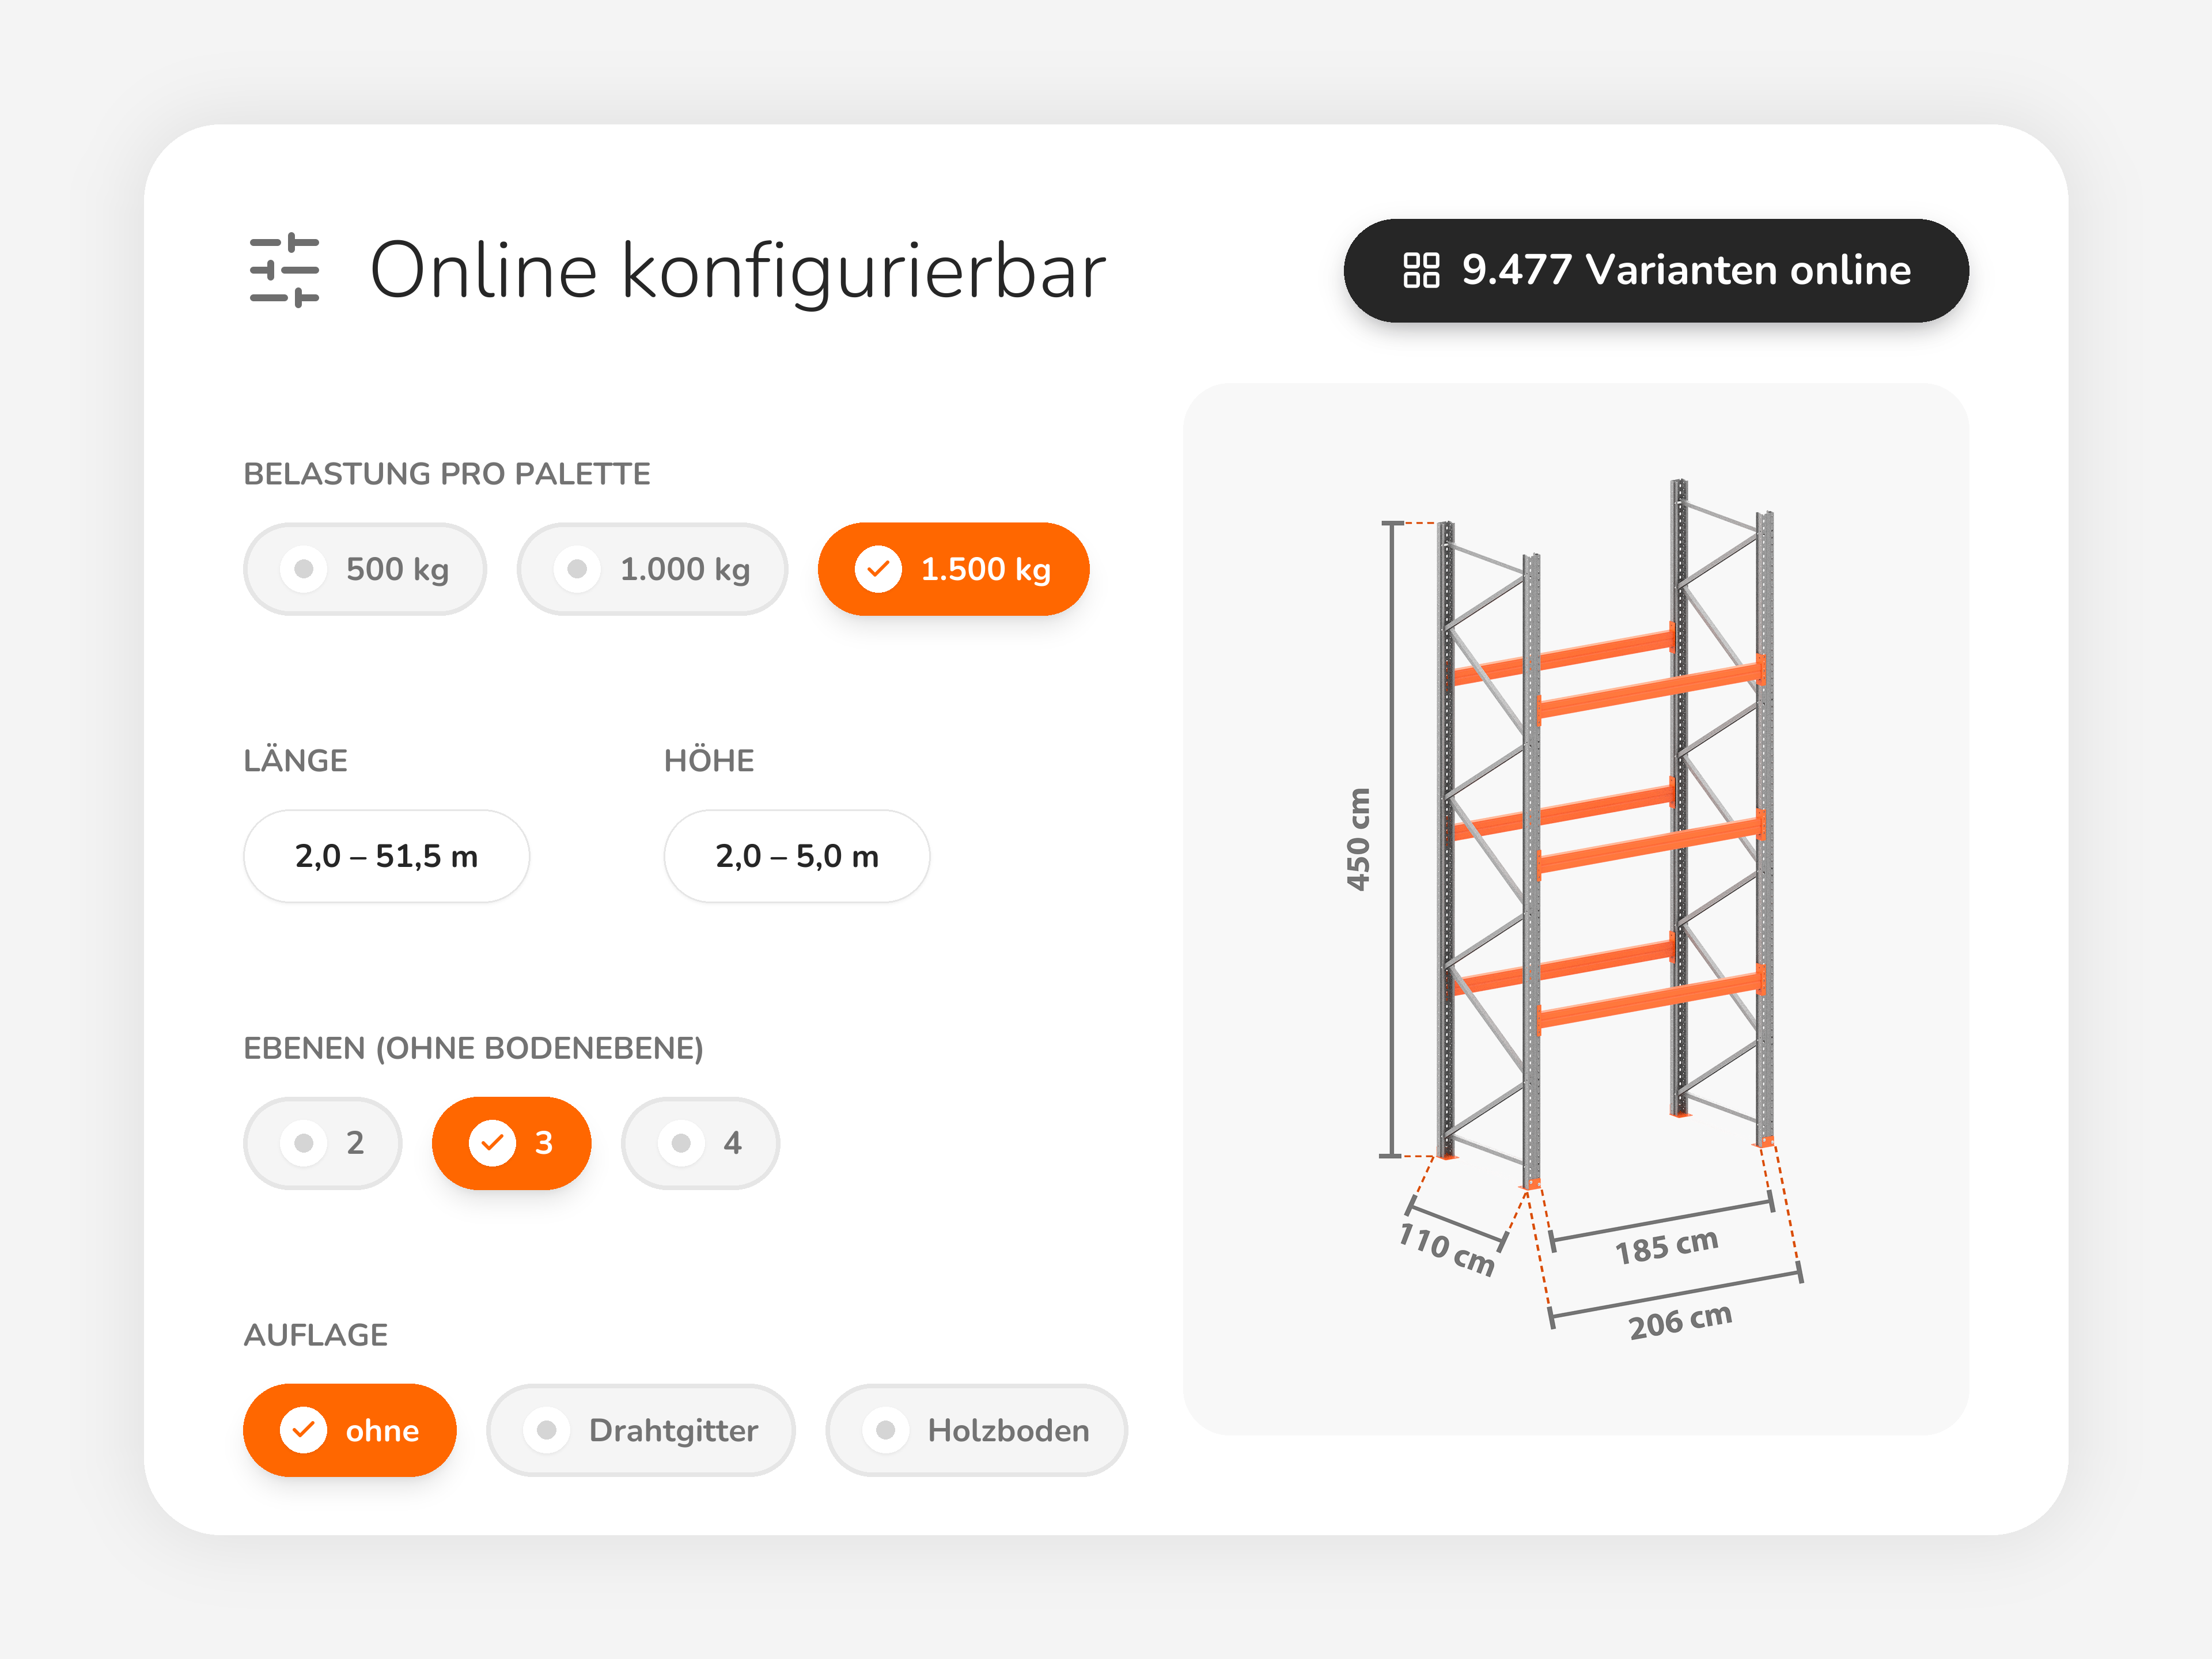 Online konfigurierbar
9.477 Varianten online
BELASTUNG PRO PALETTE
500 kg
1.000 kg
1.500 kg
LÄNGE
HÖHE
2,0 – 51,5 m
2,0 – 5,0 m
EBENEN (OHNE BODENEBENE)
2
3
4
AUFLAGE
ohne
Drahtgitter
Holzboden
450 cm
110 cm
185 cm
206 cm